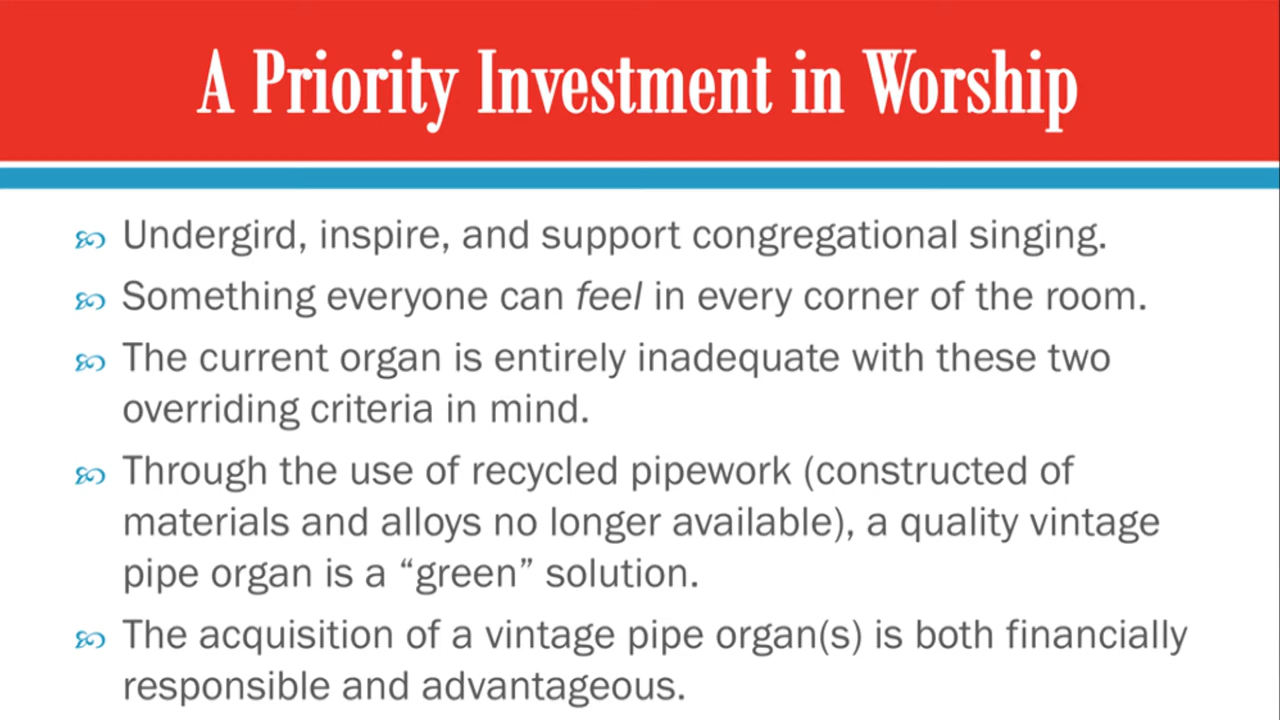 A Priority Investment in Worship
Undergird, inspire, and support congregational singing.
Something everyone can feel in every corner of the room.
The current organ is entirely inadequate with these two
overriding criteria in mind.
Through the use of recycled pipework (constructed of
materials and alloys no longer available), a quality vintage
pipe organ is a “green” solution.
The acquisition of a vintage pipe organ(s) is both financially
responsible and advantageous.